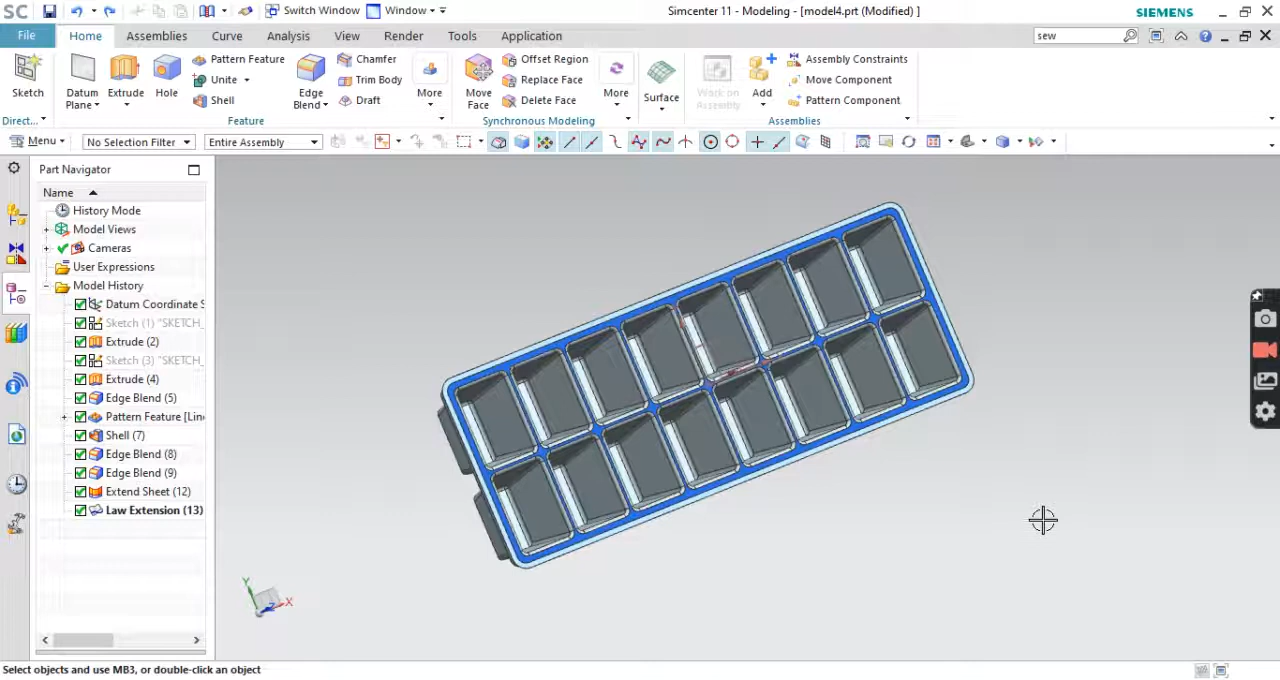 SC Switch Window Window Simcenter 11 - Modeling - [model4.prt (Modified) ] SIEMENS
File Home Assemblies Curve Analysis View Render Tools Application sew
Sketch Datum Plane Extrude Hole Pattern Feature Unite Shell Edge Blend Chamfer Trim Body Draft More
Move Face Offset Region Replace Face Delete Face More Surface Work on Assembly Add Assembly Constraints Move Component Pattern Component
Direct... Feature Synchronous Modeling Assemblies
Menu No Selection Filter Entire Assembly
Part Navigator
Name
History Mode
Model Views
Cameras
User Expressions
Model History
Datum Coordinate S
Sketch (1) "SKETCH_
Extrude (2)
Sketch (3) "SKETCH_
Extrude (4)
Edge Blend (5)
Pattern Feature [Line
Shell (7)
Edge Blend (8)
Edge Blend (9)
Extend Sheet (12)
Law Extension (13)
Y
X
Z
Select objects and use MB3, or double-click an object